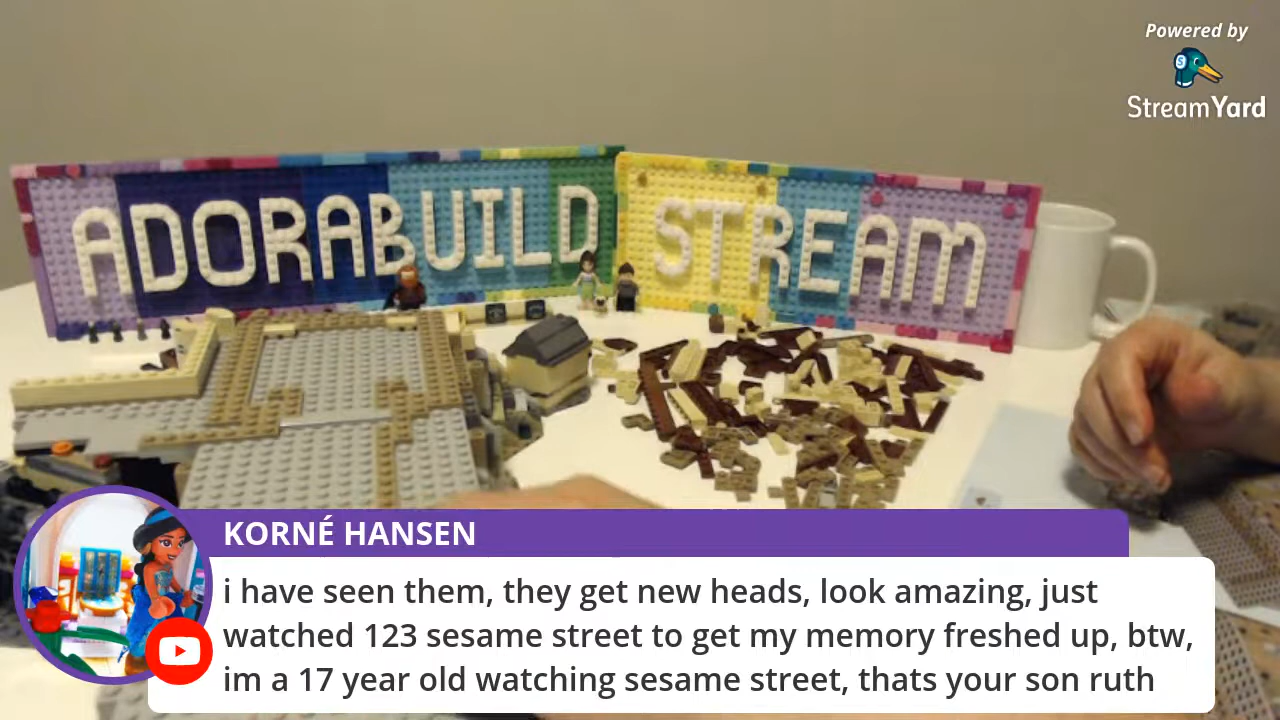 Powered by
StreamYard
ADORABUILD STREAM
KORNÉ HANSEN
i have seen them, they get new heads, look amazing, just
watched 123 sesame street to get my memory freshed up, btw,
im a 17 year old watching sesame street, thats your son ruth